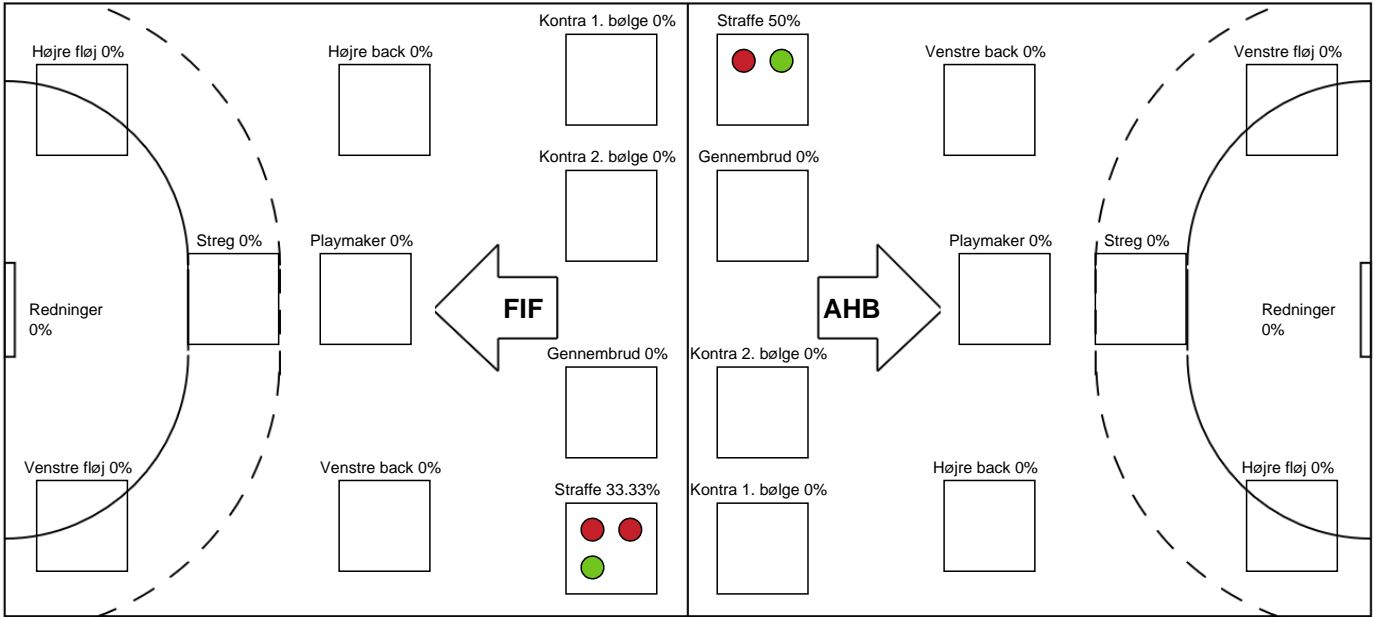 Kontra 1. bølge 0%
Straffe 50%
Højre fløj 0%
Højre back 0%
Venstre back 0%
Venstre fløj 0%
Kontra 2. bølge 0%
Gennembrud 0%
Streg 0%
Playmaker 0%
Playmaker 0%
Streg 0%
Redninger
0%
FIF
AHB
Redninger
0%
Gennembrud 0%
Kontra 2. bølge 0%
Venstre fløj 0%
Venstre back 0%
Højre back 0%
Højre fløj 0%
Straffe 33.33%
Kontra 1. bølge 0%